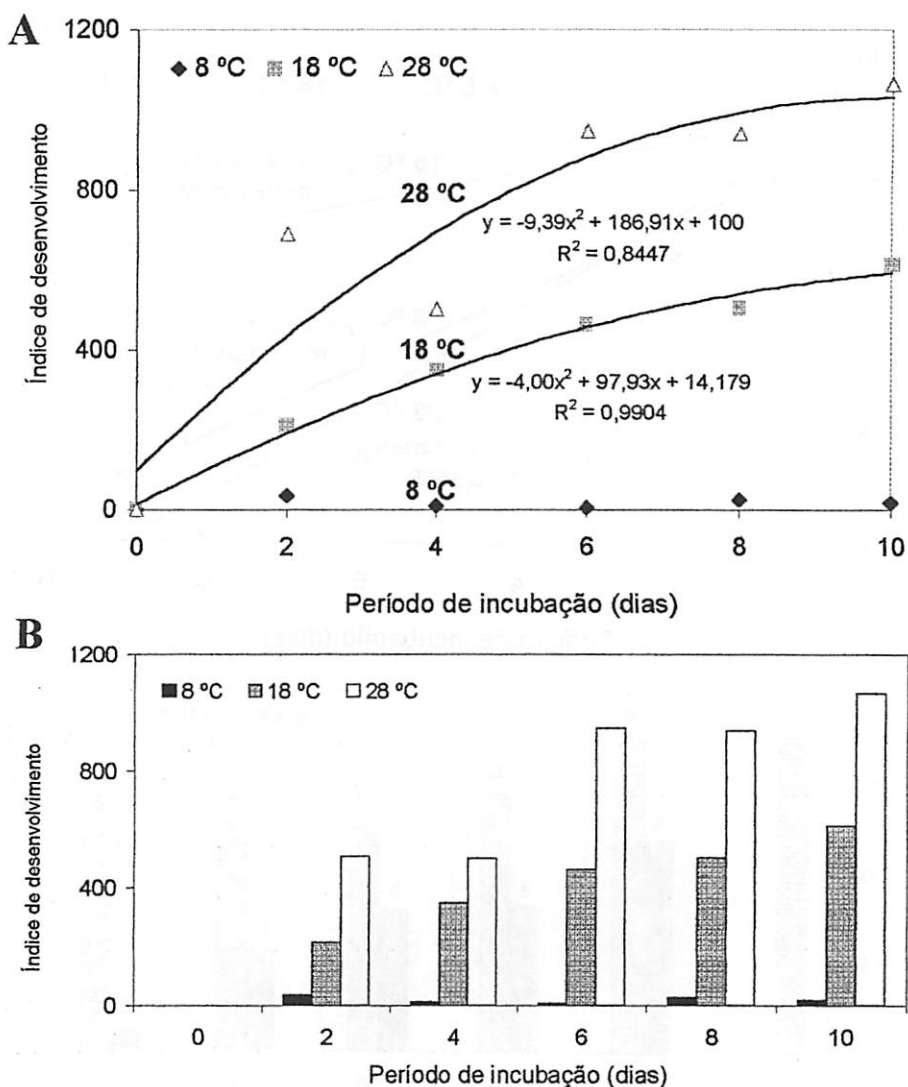 A
1200
◆ 8 ºC ▦ 18 ºC △ 28 ºC
800
400
0
Índice de desenvolvimento
28 ºC
y = -9,39x² + 186,91x + 100
R² = 0,8447
18 ºC
y = -4,00x² + 97,93x + 14,179
R² = 0,9904
8 ºC
0 2 4 6 8 10
Período de incubação (dias)
B
1200
8 ºC 18 ºC 28 ºC
800
400
0
Índice de desenvolvimento
0 2 4 6 8 10
Período de incubação (dias)